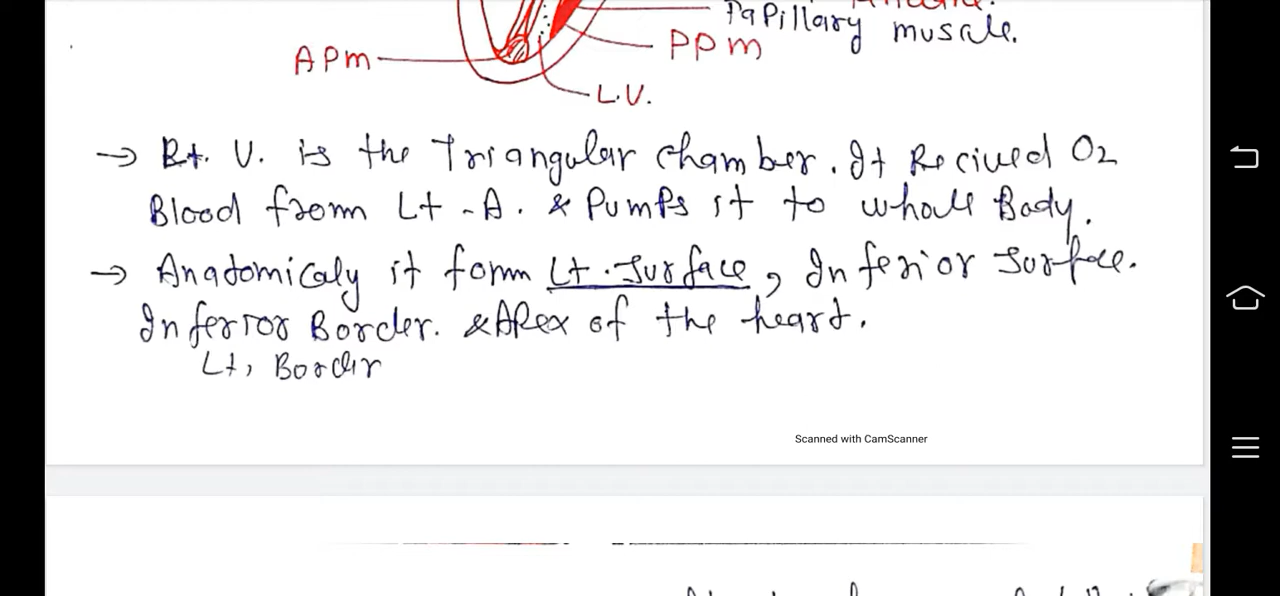 Papillary musale.
APm
PPm
L.V.
→ Rt. V. is the Triangular chamber. It Recived O2
Blood from Lt - A. & Pumps it to whole Body.
→ Anatomicaly it form Lt. Surface, Inferior Surface.
Inferior Border. & APex of the heart.
Lt, Border
Scanned with CamScanner